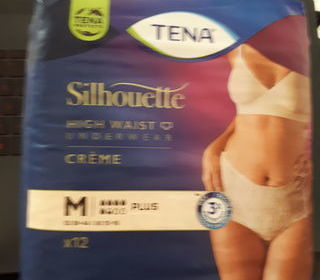 TENA
TENA
Silhouette
HIGH WAIST
UNDERWEAR
CRÈME
M PLUS
x12